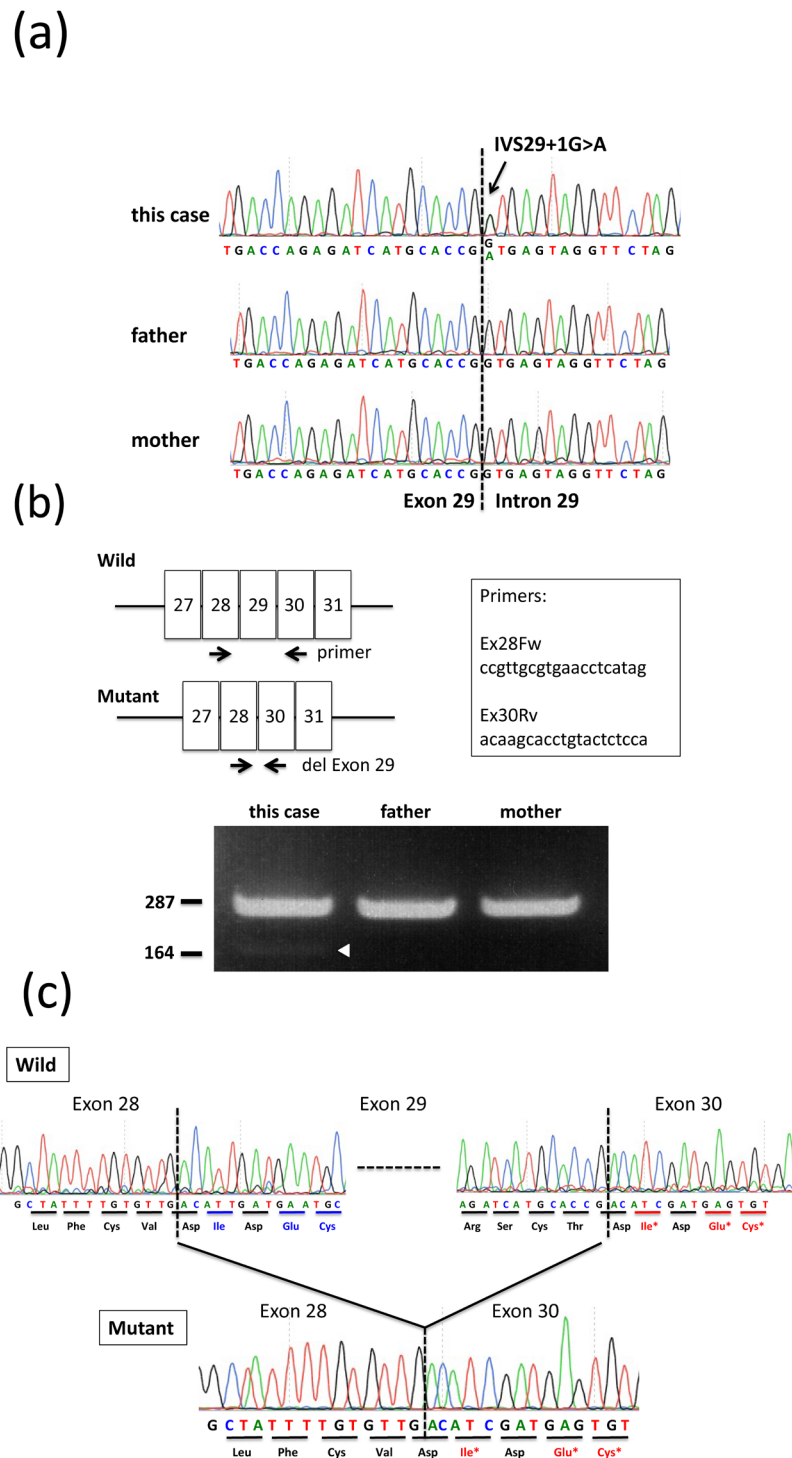 (a)
IVS29+1G>A
this case
TGACCAGAGATCATGCACCG G TGAGTAGGTTCTAG
A
father
TGACCAGAGATCATGCACCGGTGAGTAGGTTCTAG
mother
TGACCAGAGATCATGCACCGGTGAGTAGGTTCTAG
Exon 29 Intron 29
(b)
Wild
27 28 29 30 31
primer
Mutant
27 28 30 31
del Exon 29
Primers:
Ex28Fw
ccgttgcgtgaacctcatag
Ex30Rv
acaagcacctgtactctcca
this case father mother
287
164
(c)
Wild
Exon 28 Exon 29 Exon 30
GCTATTTTGTGTTGACATTGATGAATGC AGATCATGCACCGACATCGATGAGTGT
Leu Phe Cys Val Asp Ile Asp Glu Cys Arg Ser Cys Thr Asp Ile* Asp Glu* Cys*
Exon 28 Exon 30
Mutant
GCTATTTTGTGTTGACATCGATGAGTGT
Leu Phe Cys Val Asp Ile* Asp Glu* Cys*